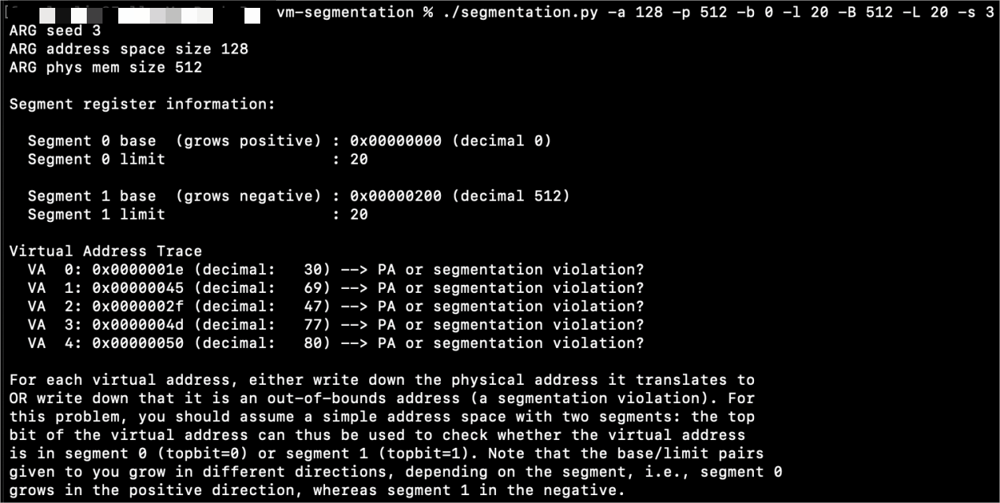 vm-segmentation % ./segmentation.py -a 128 -p 512 -b 0 -l 20 -B 512 -L 20 -s 3
ARG seed 3
ARG address space size 128
ARG phys mem size 512
Segment register information:
Segment 0 base (grows positive) : 0x00000000 (decimal 0)
Segment 0 limit : 20
Segment 1 base (grows negative) : 0x00000200 (decimal 512)
Segment 1 limit : 20
Virtual Address Trace
VA 0: 0x0000001e (decimal: 30) --> PA or segmentation violation?
VA 1: 0x00000045 (decimal: 69) --> PA or segmentation violation?
VA 2: 0x0000002f (decimal: 47) --> PA or segmentation violation?
VA 3: 0x0000004d (decimal: 77) --> PA or segmentation violation?
VA 4: 0x00000050 (decimal: 80) --> PA or segmentation violation?
For each virtual address, either write down the physical address it translates to
OR write down that it is an out-of-bounds address (a segmentation violation). For
this problem, you should assume a simple address space with two segments: the top
bit of the virtual address can thus be used to check whether the virtual address
is in segment 0 (topbit=0) or segment 1 (topbit=1). Note that the base/limit pairs
given to you grow in different directions, depending on the segment, i.e., segment 0
grows in the positive direction, whereas segment 1 in the negative.